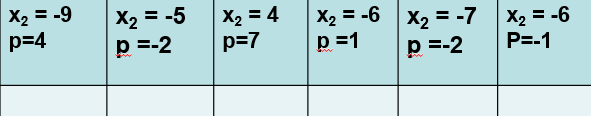 x₂ = -9
p=4
x₂ = -5
p =-2
x₂ = 4
p=7
x₂ = -6
p =1
x₂ = -7
p =-2
x₂ = -6
P=-1